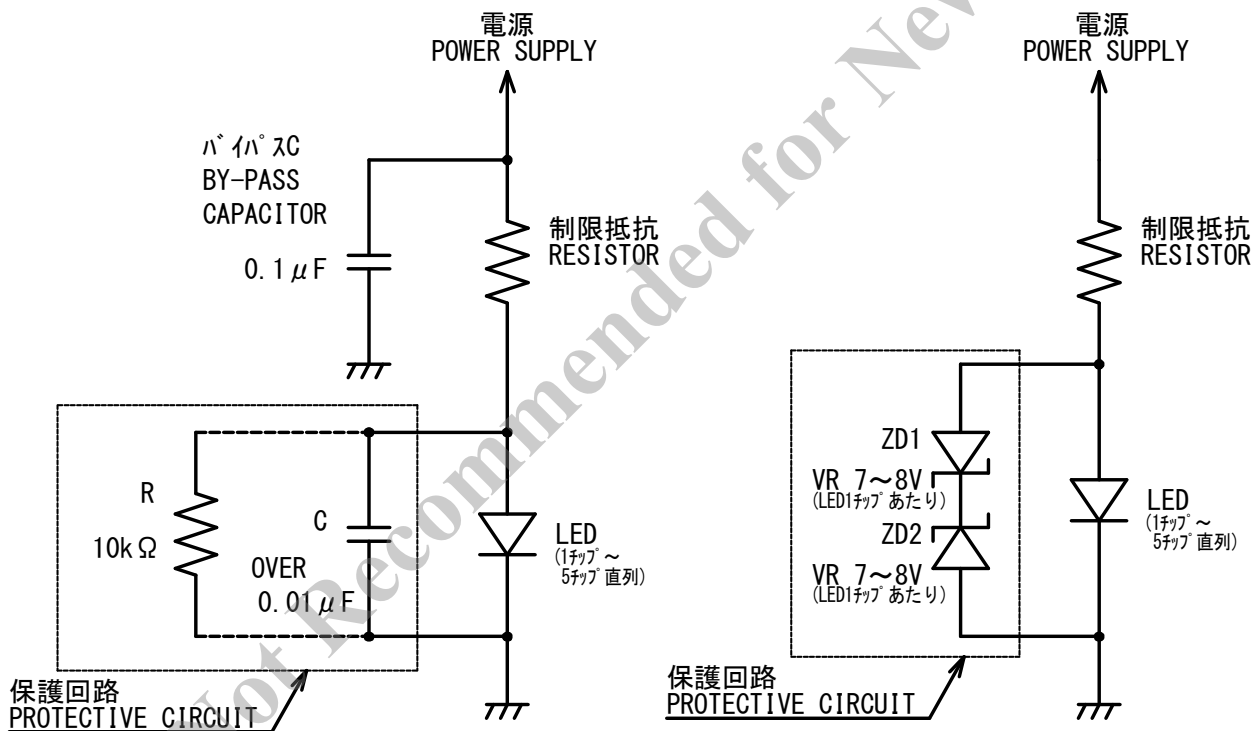 電源
POWER SUPPLY
バイパスC
BY-PASS
CAPACITOR
0.1μF
制限抵抗
RESISTOR
R
10kΩ
C
OVER
0.01μF
LED
(1チップ~
5チップ直列)
保護回路
PROTECTIVE CIRCUIT
電源
POWER SUPPLY
制限抵抗
RESISTOR
ZD1
VR 7~8V
(LED1チップあたり)
ZD2
VR 7~8V
(LED1チップあたり)
LED
(1チップ~
5チップ直列)
保護回路
PROTECTIVE CIRCUIT
Not Recommended for New